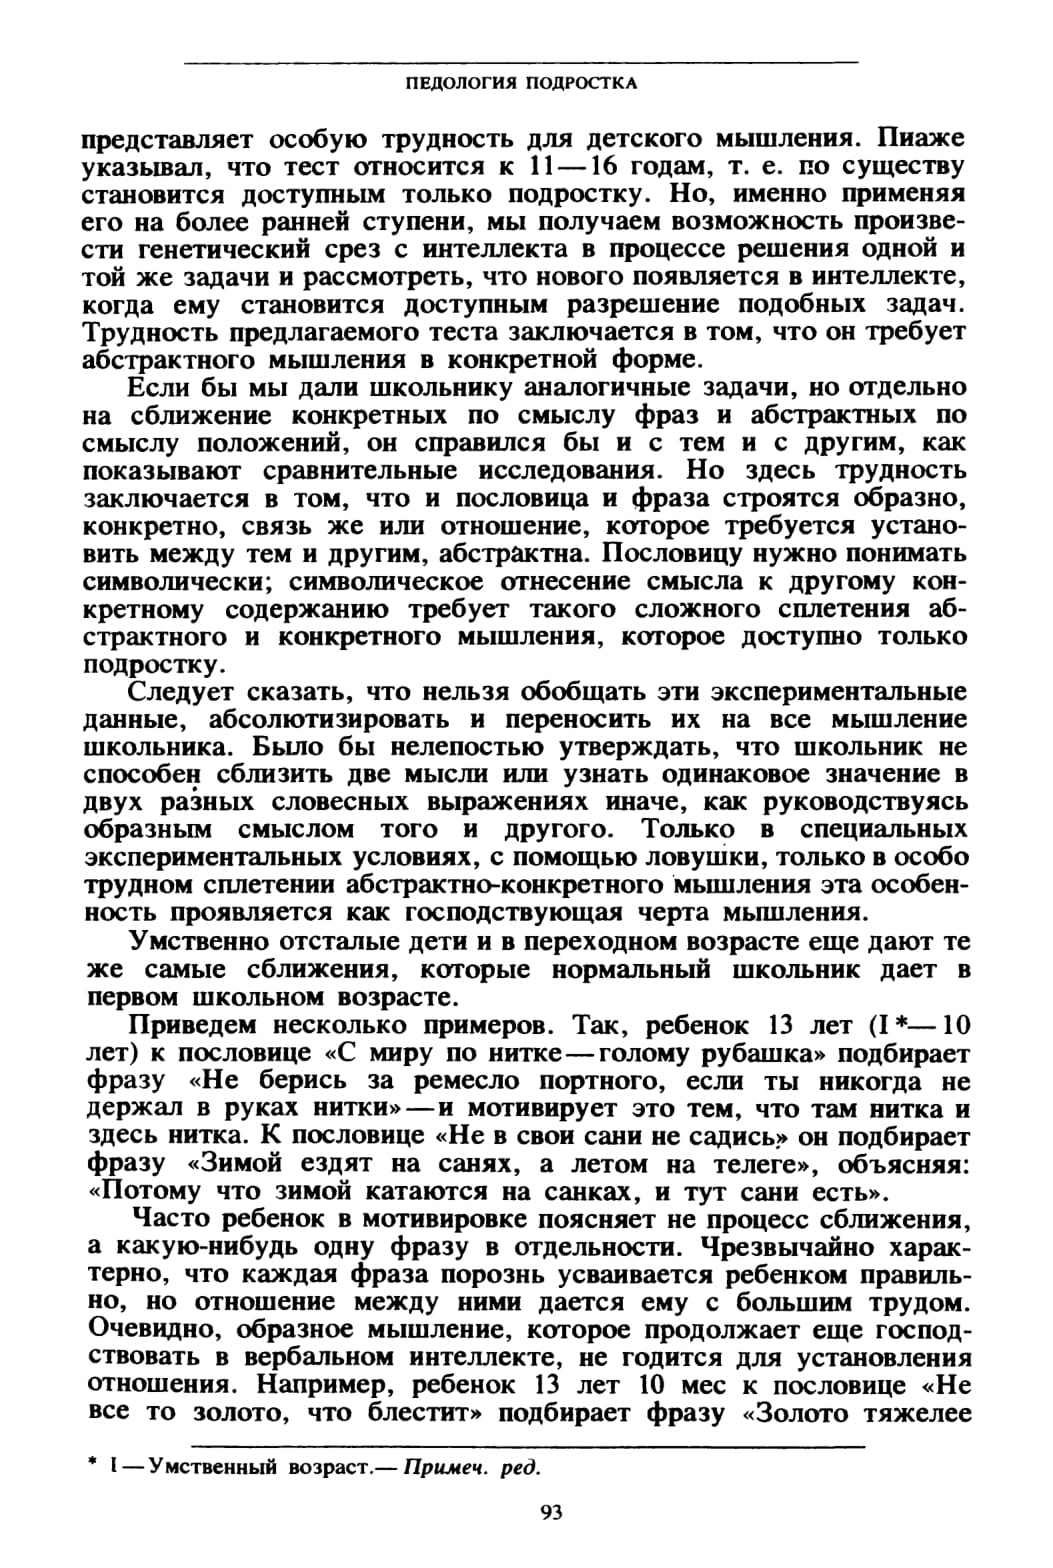 ПЕДОЛОГИЯ ПОДРОСТКА
представляет особую трудность для детского мышления. Пиаже
указывал, что тест относится к 11—16 годам, т. е. по существу
становится доступным только подростку. Но, именно применяя
его на более ранней ступени, мы получаем возможность произве-
сти генетический срез с интеллекта в процессе решения одной и
той же задачи и рассмотреть, что нового появляется в интеллекте,
когда ему становится доступным разрешение подобных задач.
Трудность предлагаемого теста заключается в том, что он требует
абстрактного мышления в конкретной форме.
Если бы мы дали школьнику аналогичные задачи, но отдельно
на сближение конкретных по смыслу фраз и абстрактных по
смыслу положений, он справился бы и с тем и с другим, как
показывают сравнительные исследования. Но здесь трудность
заключается в том, что и пословица и фраза строятся образно,
конкретно, связь же или отношение, которое требуется устано-
вить между тем и другим, абстрактна. Пословицу нужно понимать
символически; символическое отнесение смысла к другому кон-
кретному содержанию требует такого сложного сплетения аб-
страктного и конкретного мышления, которое доступно только
подростку.
Следует сказать, что нельзя обобщать эти экспериментальные
данные, абсолютизировать и переносить их на все мышление
школьника. Было бы нелепостью утверждать, что школьник не
способен сблизить две мысли или узнать одинаковое значение в
двух разных словесных выражениях иначе, как руководствуясь
образным смыслом того и другого. Только в специальных
экспериментальных условиях, с помощью ловушки, только в особо
трудном сплетении абстрактно-конкретного мышления эта особен-
ность проявляется как господствующая черта мышления.
Умственно отсталые дети и в переходном возрасте еще дают те
же самые сближения, которые нормальный школьник дает в
первом школьном возрасте.
Приведем несколько примеров. Так, ребенок 13 лет (I *— 10
лет) к пословице «С миру по нитке — голому рубашка» подбирает
фразу «Не берись за ремесло портного, если ты никогда не
держал в руках нитки» — и мотивирует это тем, что там нитка и
здесь нитка. К пословице «Не в свои сани не садись» он подбирает
фразу «Зимой ездят на санях, а летом на телеге», объясняя:
«Потому что зимой катаются на санках, и тут сани есть».
Часто ребенок в мотивировке поясняет не процесс сближения,
а какую-нибудь одну фразу в отдельности. Чрезвычайно харак-
терно, что каждая фраза порознь усваивается ребенком правиль-
но, но отношение между ними дается ему с большим трудом.
Очевидно, образное мышление, которое продолжает еще господ-
ствовать в вербальном интеллекте, не годится для установления
отношения. Например, ребенок 13 лет 10 мес к пословице «Не
все то золото, что блестит» подбирает фразу «Золото тяжелее
* I — Умственный возраст.— Примеч. ред.
93